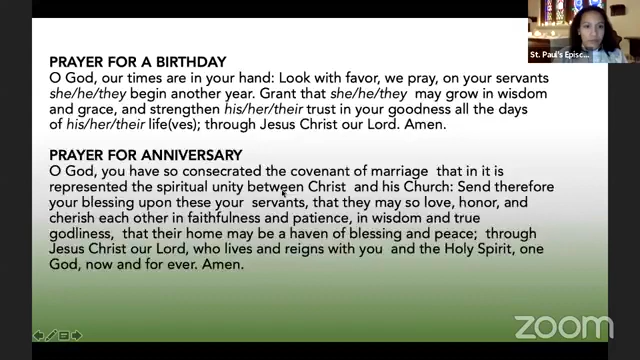 St. Paul's Episc...
PRAYER FOR A BIRTHDAY
O God, our times are in your hand: Look with favor, we pray, on your servants
she/he/they begin another year. Grant that she/he/they may grow in wisdom
and grace, and strengthen his/her/their trust in your goodness all the days
of his/her/their life(ves); through Jesus Christ our Lord. Amen.
PRAYER FOR ANNIVERSARY
O God, you have so consecrated the covenant of marriage that in it is
represented the spiritual unity between Christ and his Church: Send therefore
your blessing upon these your servants, that they may so love, honor, and
cherish each other in faithfulness and patience, in wisdom and true
godliness, that their home may be a haven of blessing and peace; through
Jesus Christ our Lord, who lives and reigns with you and the Holy Spirit, one
God, now and for ever. Amen.
zoom